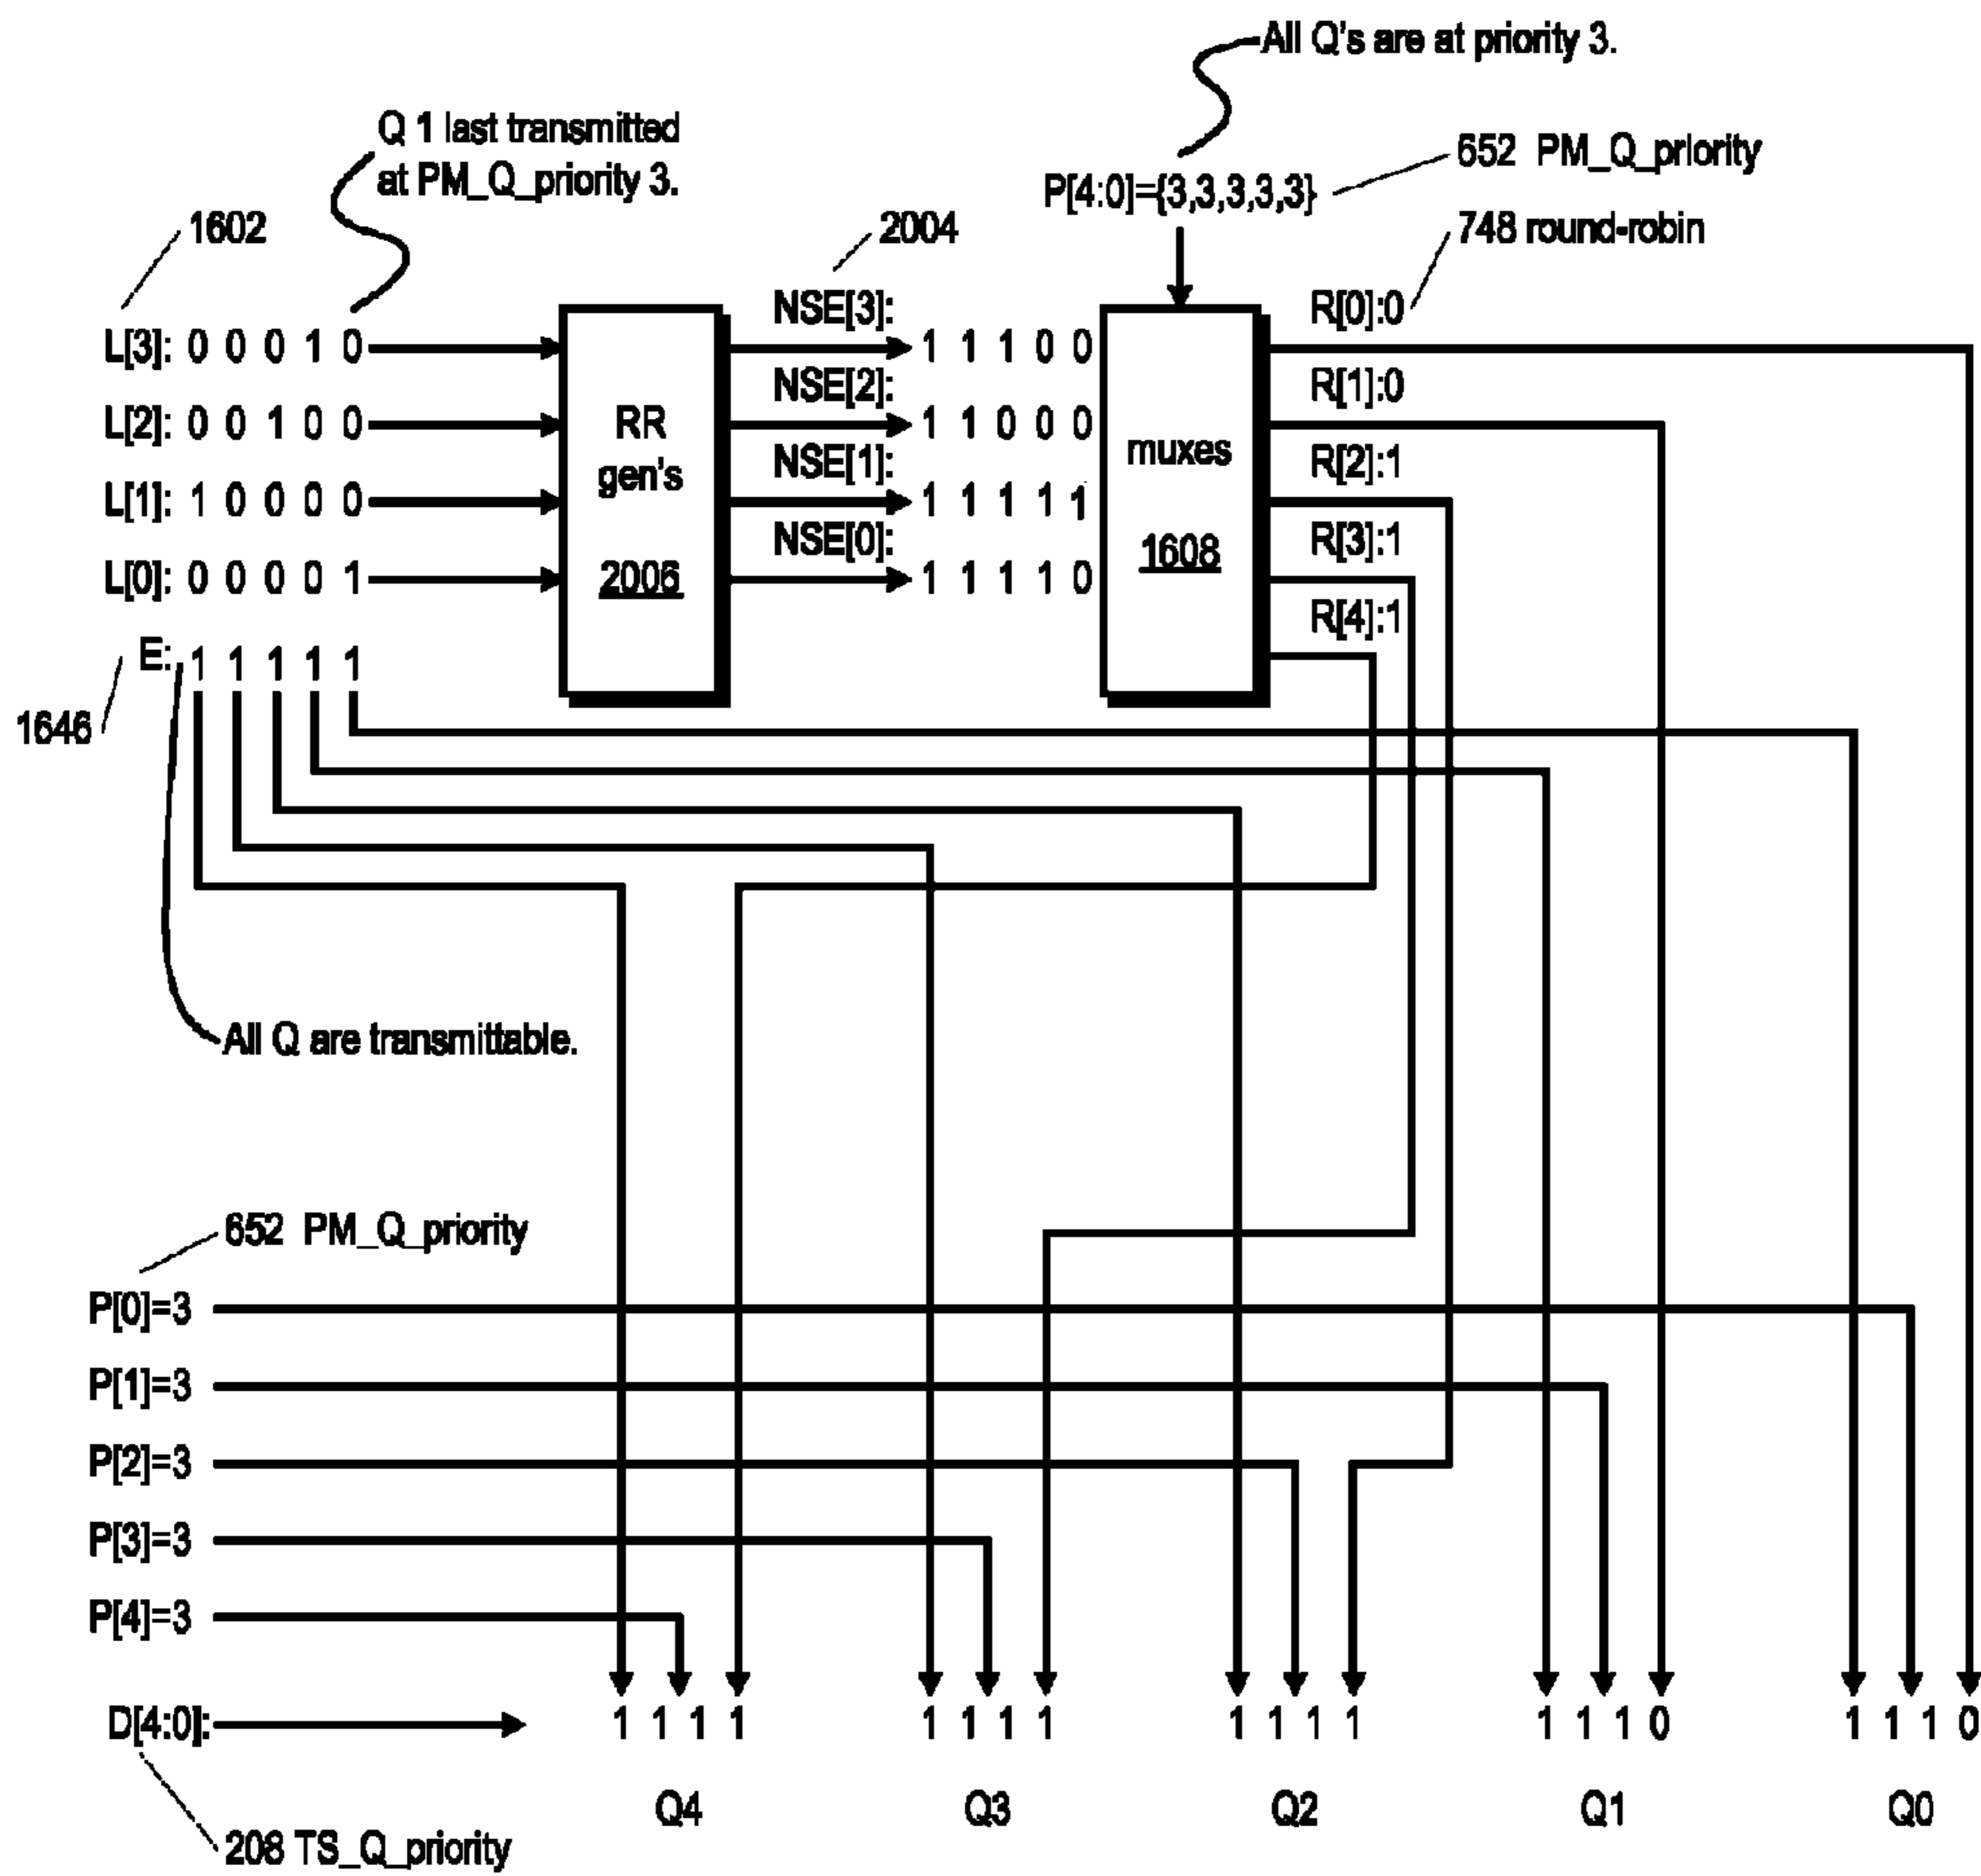 All Q's are at priority 3.
Q 1 last transmitted
at PM_Q_priority 3.
652 PM_Q_priority
P[4:0]={3,3,3,3,3}
1602
2004
748 round-robin
NSE[3]:
R[0]:0
L[3]: 0 0 0 1 0
1 1 1 0 0
NSE[2]:
R[1]:0
L[2]: 0 0 1 0 0
RR
1 1 0 0 0
muxes
gen's
NSE[1]:
R[2]:1
L[1]: 1 0 0 0 0
1 1 1 1 1
NSE[0]:
1608
R[3]:1
L[0]: 0 0 0 0 1
2006
1 1 1 1 0
R[4]:1
E: 1 1 1 1 1
1646
All Q are transmittable.
652 PM_Q_priority
P[0]=3
P[1]=3
P[2]=3
P[3]=3
P[4]=3
D[4:0]: 1 1 1 1 1 1 1 1 1 1 1 1 1 1 1 0 1 1 1 0
Q4 Q3 Q2 Q1 Q0
208 TS_Q_priority